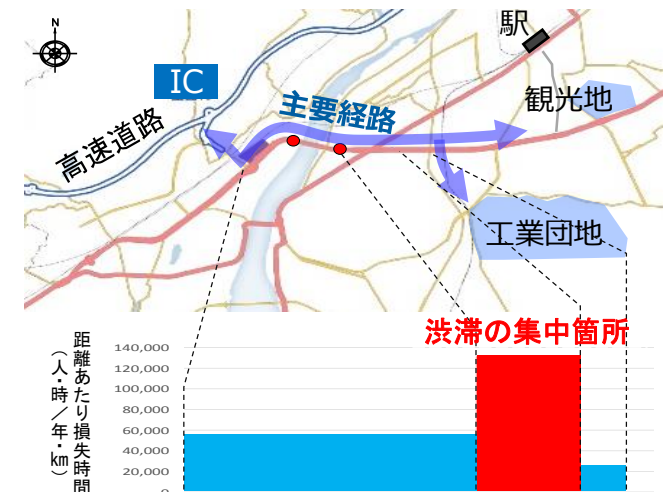 N
駅
IC
主要経路
観光地
高速道路
工業団地
渋滞の集中箇所
距離あたり損失時間
（人・時／年・km）
140,000
120,000
100,000
80,000
60,000
40,000
20,000
0